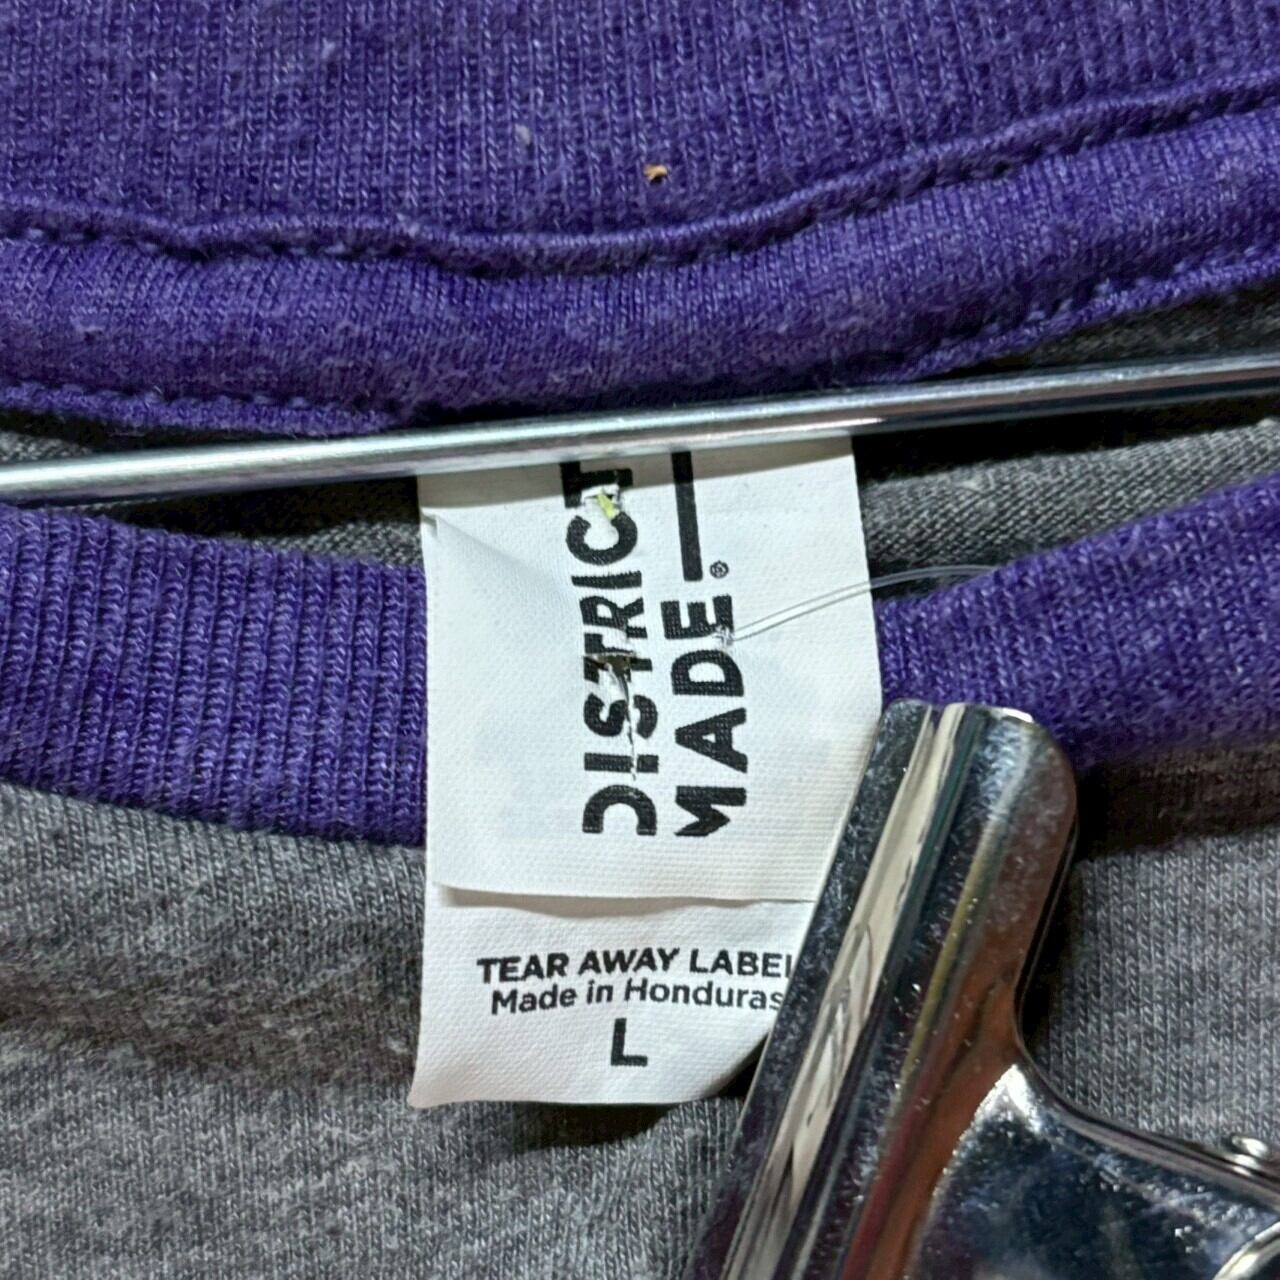 DISTRICT
MADE®
TEAR AWAY LABEL
Made in Honduras
L